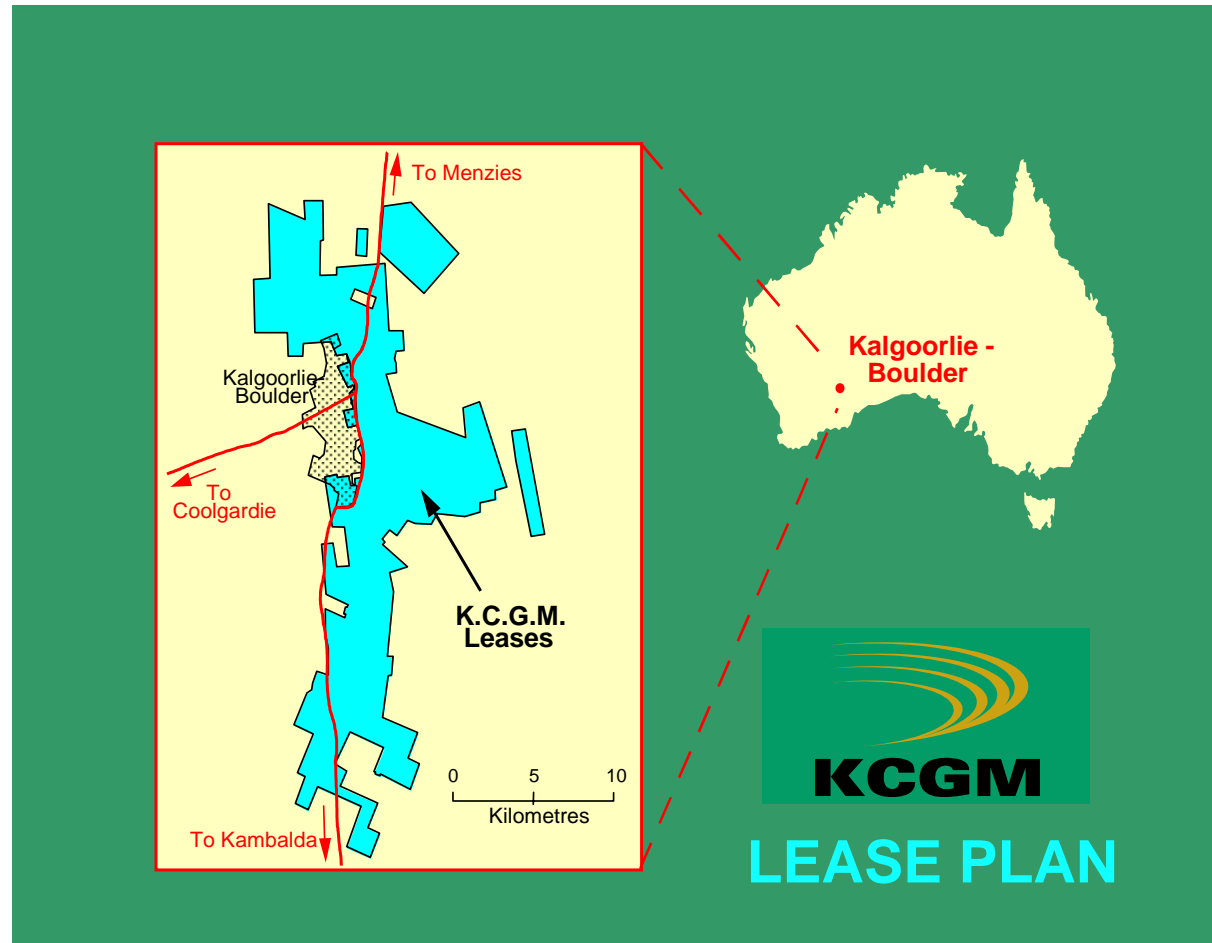 To Menzies
Kalgoorlie-
Boulder
To
Coolgardie
K.C.G.M.
Leases
0 5 10
Kilometres
To Kambalda
Kalgoorlie -
Boulder
KCGM
LEASE PLAN